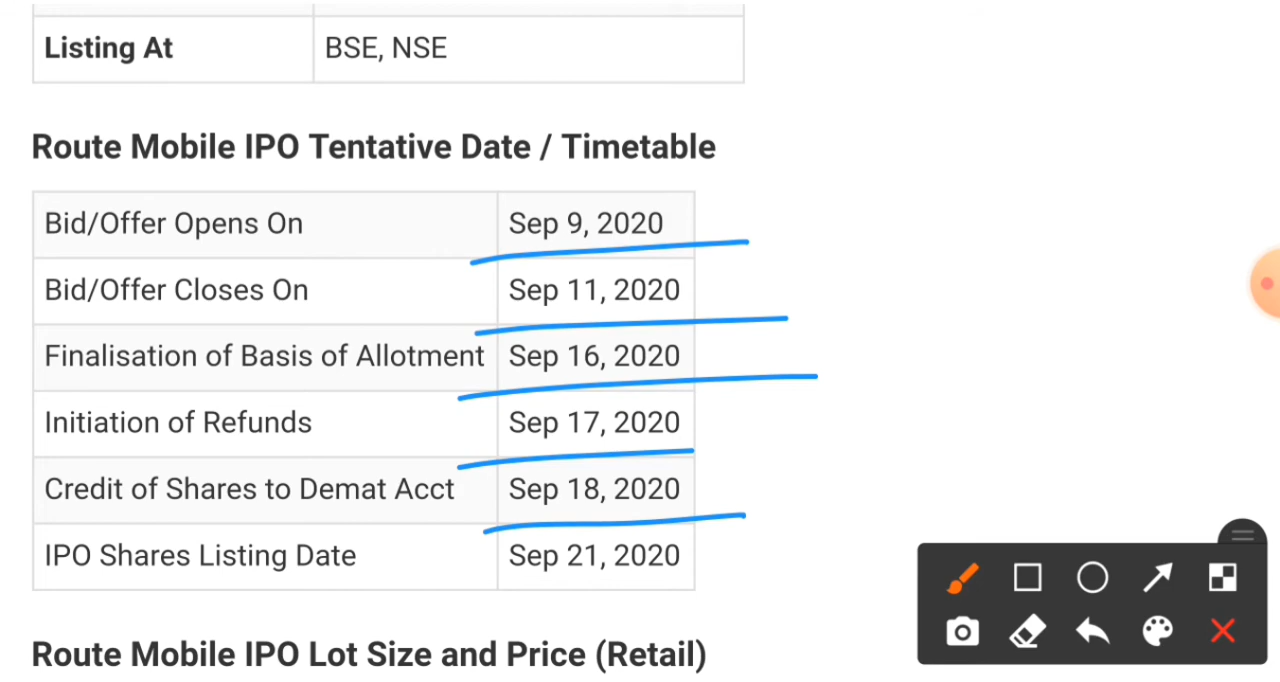 Listing At BSE, NSE
Route Mobile IPO Tentative Date / Timetable
Bid/Offer Opens On Sep 9, 2020
Bid/Offer Closes On Sep 11, 2020
Finalisation of Basis of Allotment Sep 16, 2020
Initiation of Refunds Sep 17, 2020
Credit of Shares to Demat Acct Sep 18, 2020
IPO Shares Listing Date Sep 21, 2020
Route Mobile IPO Lot Size and Price (Retail)